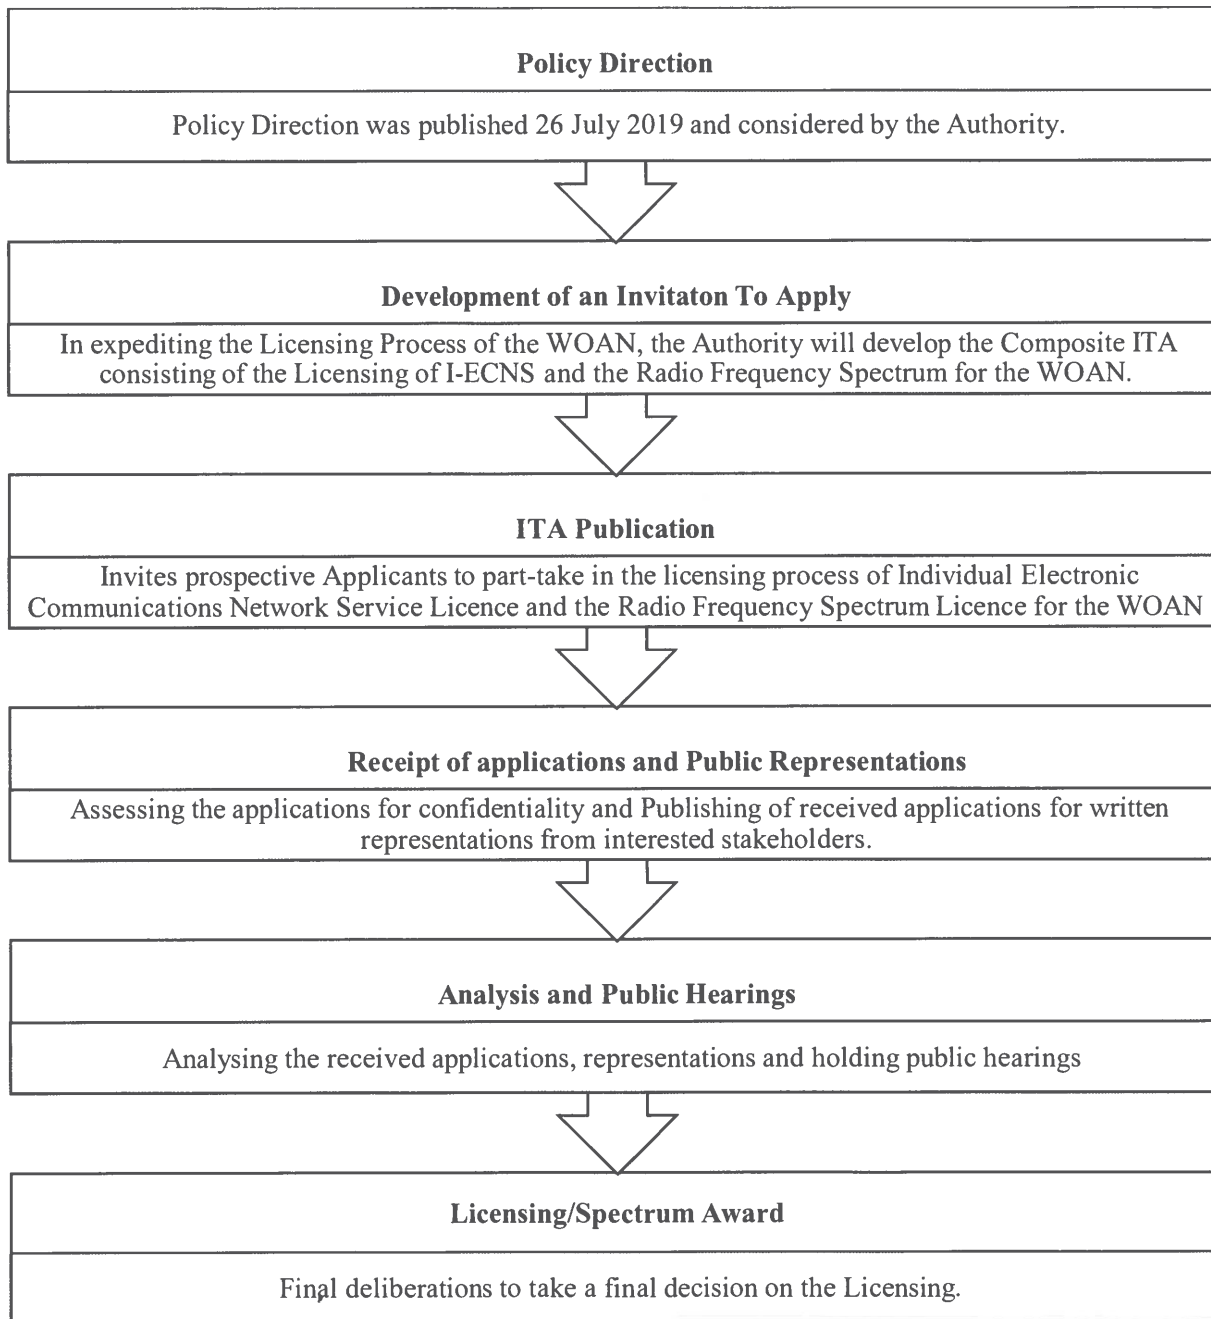 Policy Direction
Policy Direction was published 26 July 2019 and considered by the Authority.
Development of an Invitaton To Apply
In expediting the Licensing Process of the WOAN, the Authority will develop the Composite ITA
consisting of the Licensing of I-ECNS and the Radio Frequency Spectrum for the WOAN.
ITA Publication
Invites prospective Applicants to part-take in the licensing process of Individual Electronic
Communications Network Service Licence and the Radio Frequency Spectrum Licence for the WOAN
Receipt of applications and Public Representations
Assessing the applications for confidentiality and Publishing of received applications for written
representations from interested stakeholders.
Analysis and Public Hearings
Analysing the received applications, representations and holding public hearings
Licensing/Spectrum Award
Final deliberations to take a final decision on the Licensing.